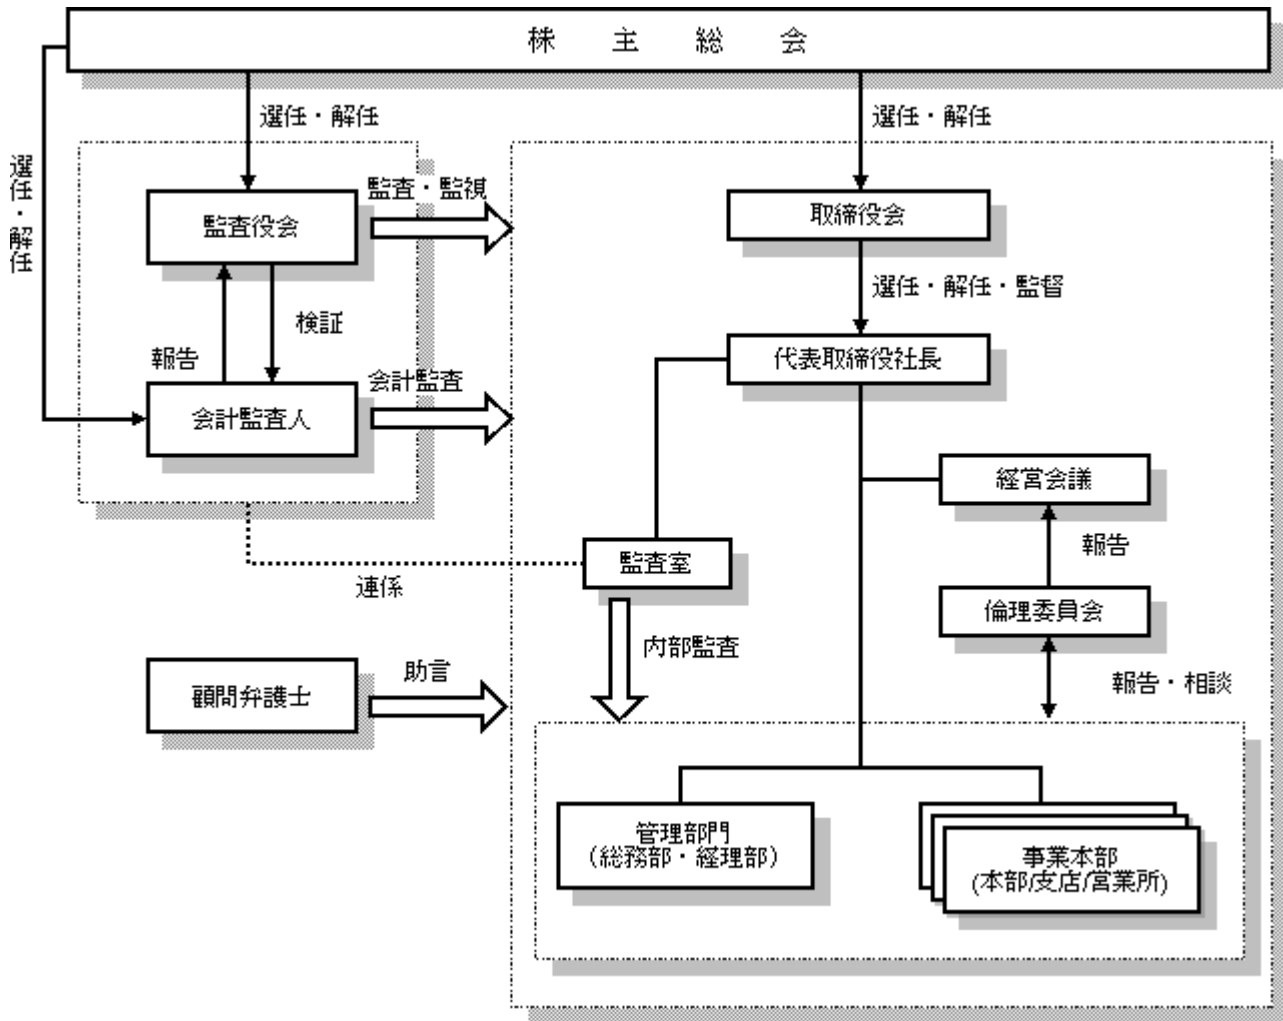 株主総会
選任・解任
選任・解任
選任・解任
監査・監視
監査役会
取締役会
選任・解任・監督
検証
報告
代表取締役社長
会計監査
会計監査人
経営会議
報告
監査室
連係
倫理委員会
内部監査
助言
報告・相談
顧問弁護士
管理部門
(総務部・経理部)
事業本部
(本部/支店/営業所)